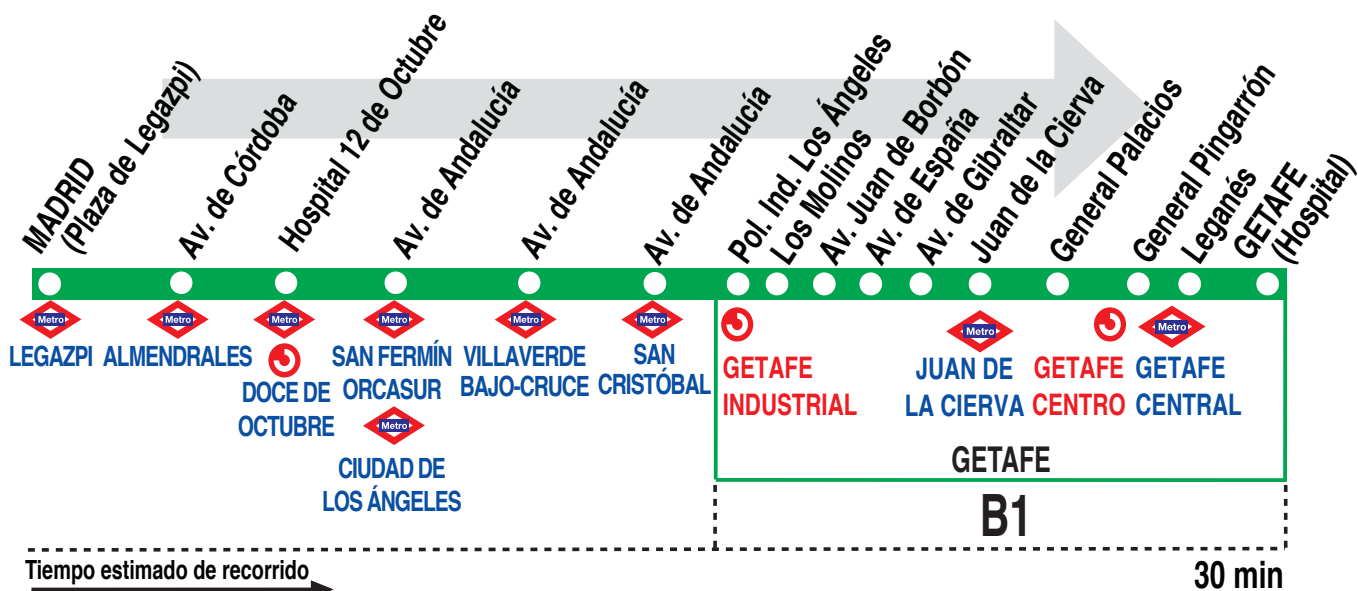 MADRID
(Plaza de Legazpi)
Av. de Córdoba
Hospital 12 de Octubre
Av. de Andalucía
Av. de Andalucía
Av. de Andalucía
Pol. Ind. Los Ángeles
Los Molinos
Av. Juan de Borbón
Av. de España
Av. de Gibraltar
Juan de la Cierva
General Palacios
General Pingarrón
Leganés
GETAFE
(Hospital)
Metro
LEGAZPI
Metro
ALMENDRALES
Metro
DOCE DE
OCTUBRE
Metro
SAN FERMÍN
ORCASUR
Metro
CIUDAD DE
LOS ÁNGELES
Metro
VILLAVERDE
BAJO-CRUCE
Metro
SAN
CRISTÓBAL
GETAFE
INDUSTRIAL
Metro
JUAN DE
LA CIERVA
GETAFE
CENTRO
Metro
GETAFE
CENTRAL
GETAFE
B1
Tiempo estimado de recorrido
30 min